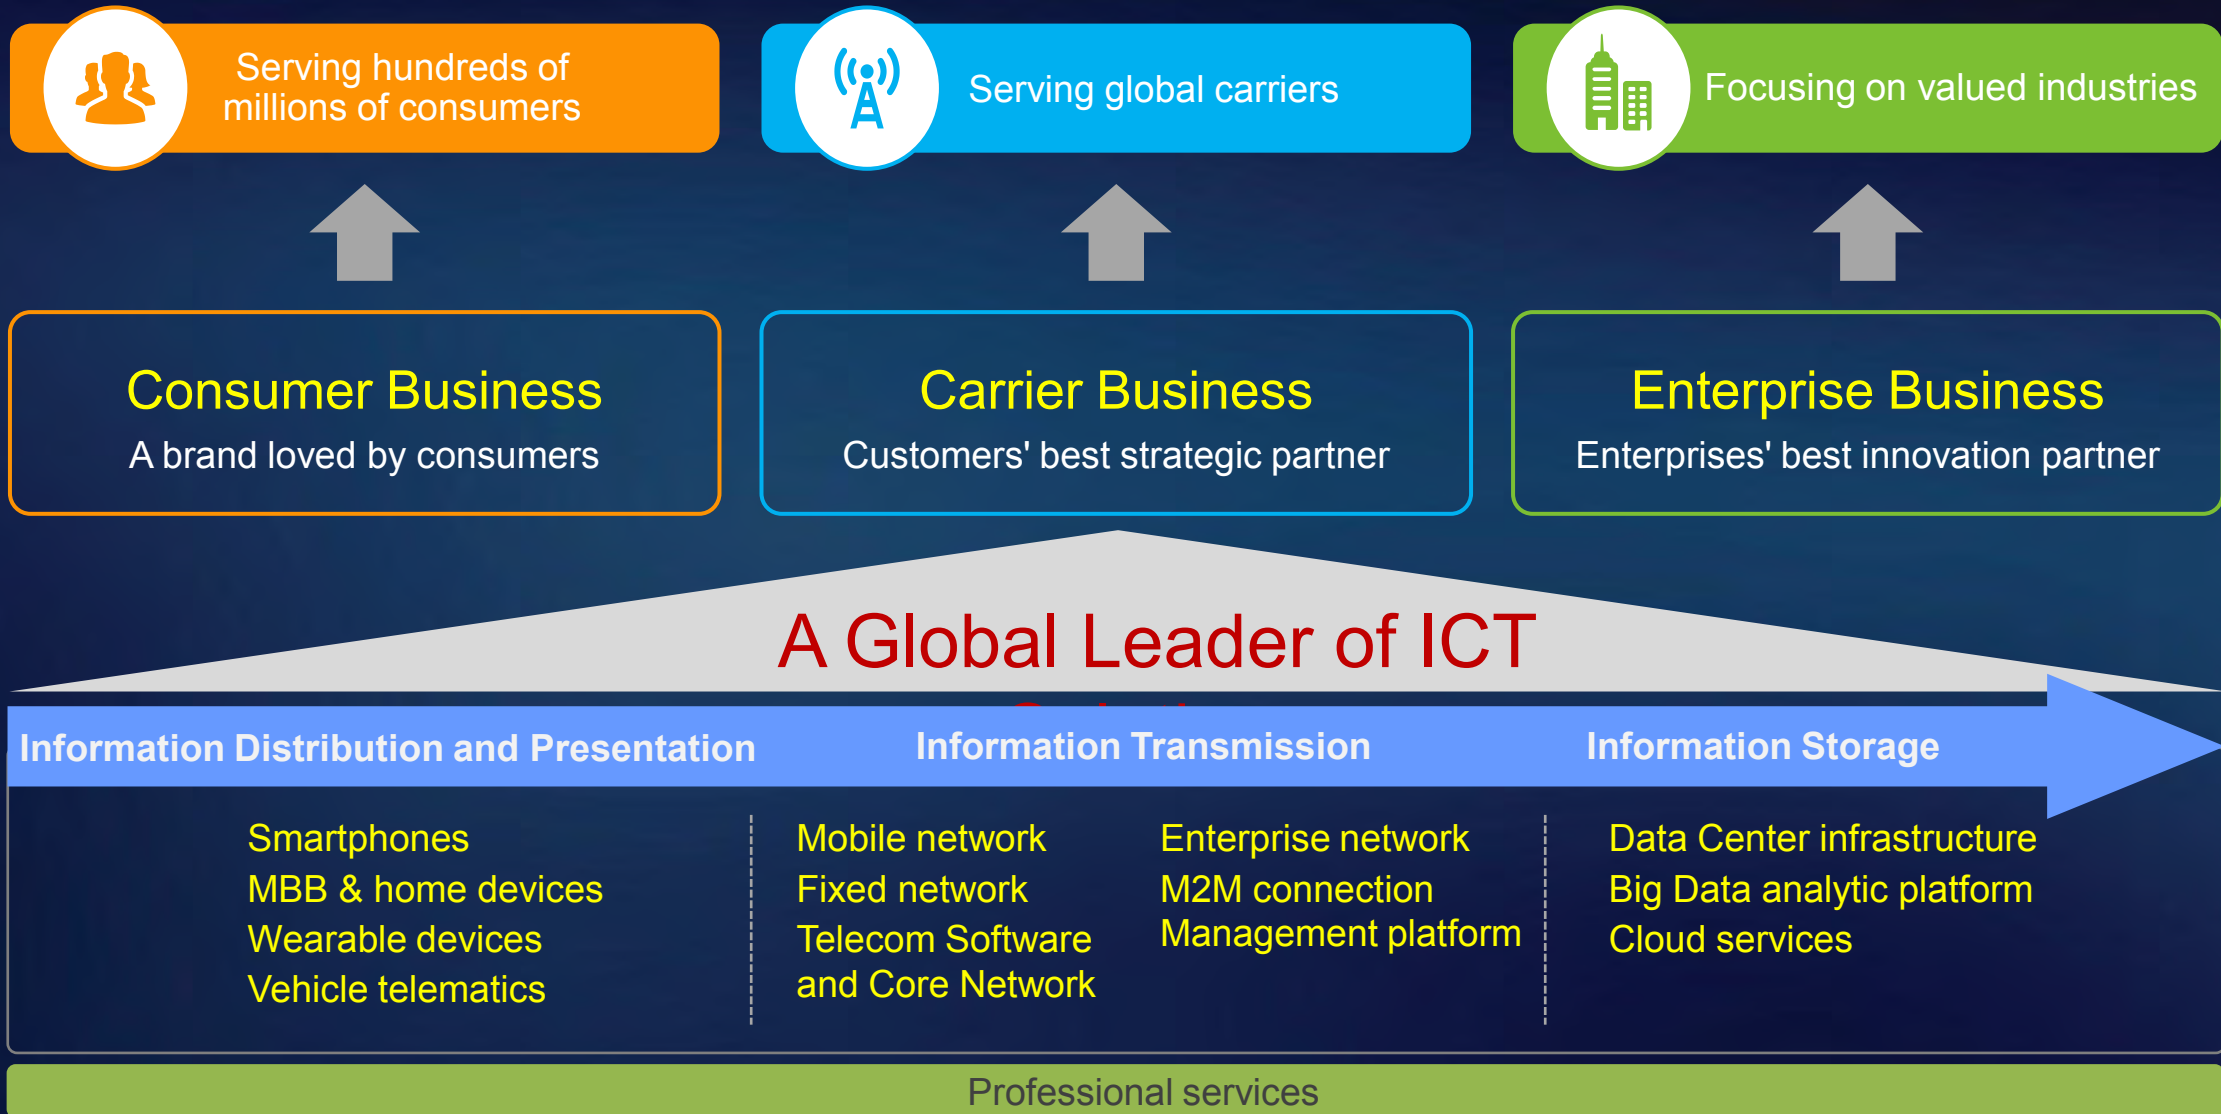 Serving hundreds of
millions of consumers
Serving global carriers
Focusing on valued industries
Consumer Business
A brand loved by consumers
Carrier Business
Customers' best strategic partner
Enterprise Business
Enterprises' best innovation partner
A Global Leader of ICT
Information Distribution and Presentation
Information Transmission
Information Storage
Smartphones
MBB & home devices
Wearable devices
Vehicle telematics
Mobile network
Fixed network
Telecom Software
and Core Network
Enterprise network
M2M connection
Management platform
Data Center infrastructure
Big Data analytic platform
Cloud services
Professional services